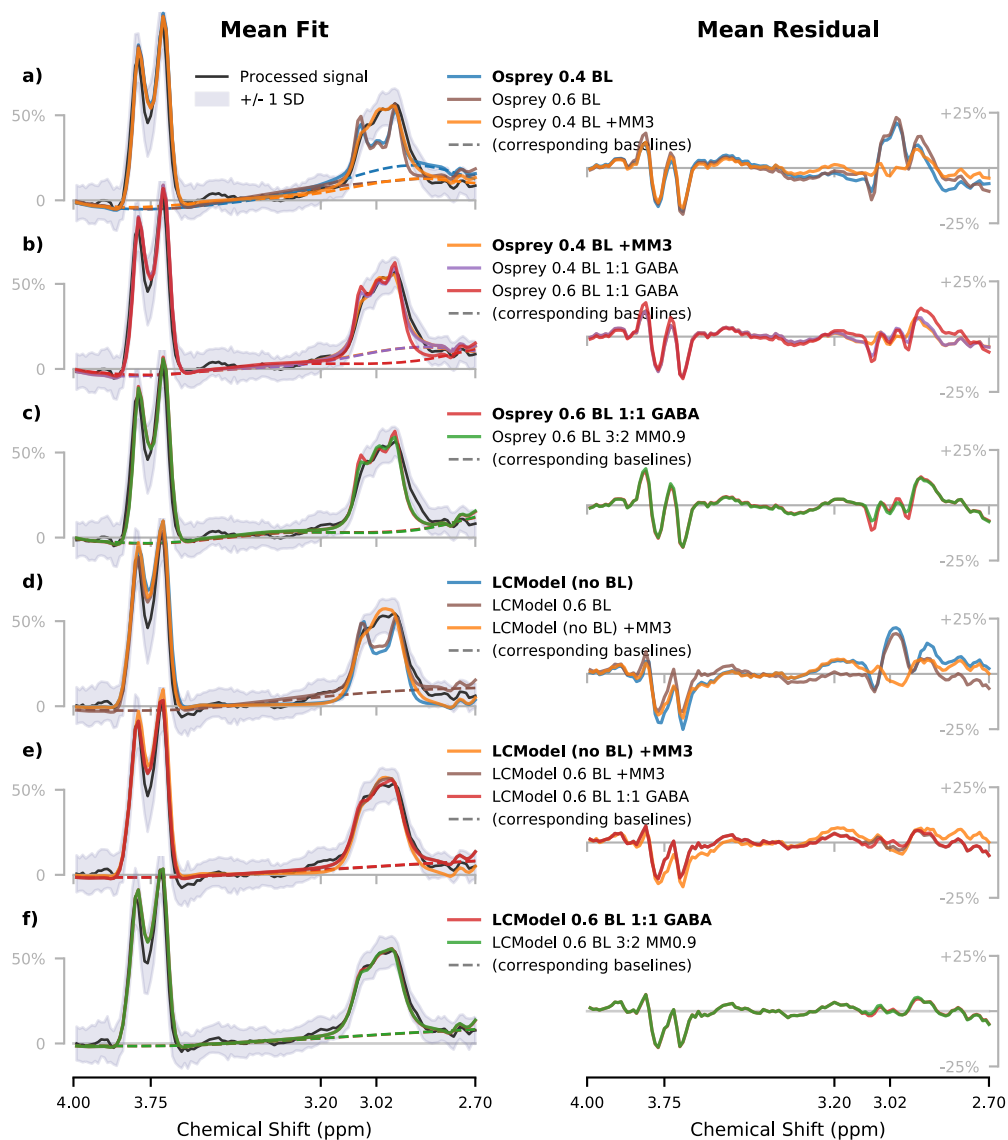 Mean Fit
Mean Residual
a)
Processed signal
+/- 1 SD
50%
0
Osprey 0.4 BL
Osprey 0.6 BL
Osprey 0.4 BL +MM3
(corresponding baselines)
+25%
-25%
b)
50%
0
Osprey 0.4 BL +MM3
Osprey 0.4 BL 1:1 GABA
Osprey 0.6 BL 1:1 GABA
(corresponding baselines)
+25%
-25%
c)
50%
0
Osprey 0.6 BL 1:1 GABA
Osprey 0.6 BL 3:2 MM0.9
(corresponding baselines)
+25%
-25%
d)
50%
0
LCModel (no BL)
LCModel 0.6 BL
LCModel (no BL) +MM3
(corresponding baselines)
+25%
-25%
e)
50%
0
LCModel (no BL) +MM3
LCModel 0.6 BL +MM3
LCModel 0.6 BL 1:1 GABA
(corresponding baselines)
+25%
-25%
f)
50%
0
LCModel 0.6 BL 1:1 GABA
LCModel 0.6 BL 3:2 MM0.9
(corresponding baselines)
+25%
-25%
4.00 3.75 3.20 3.02 2.70
Chemical Shift (ppm)
4.00 3.75 3.20 3.02 2.70
Chemical Shift (ppm)